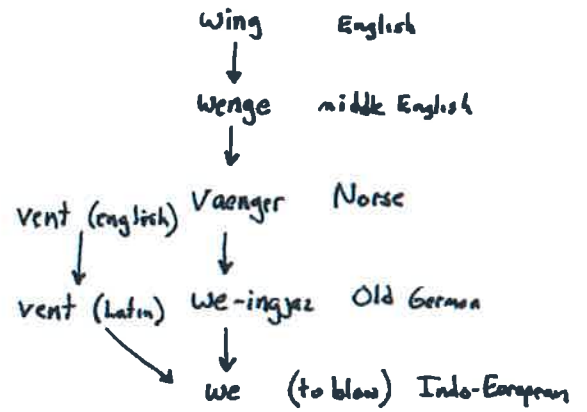 wing English
wenge middle English
vent (english) Vaenger Norse
vent (Latin) we-ingjaz Old German
we (to blow) Indo-European